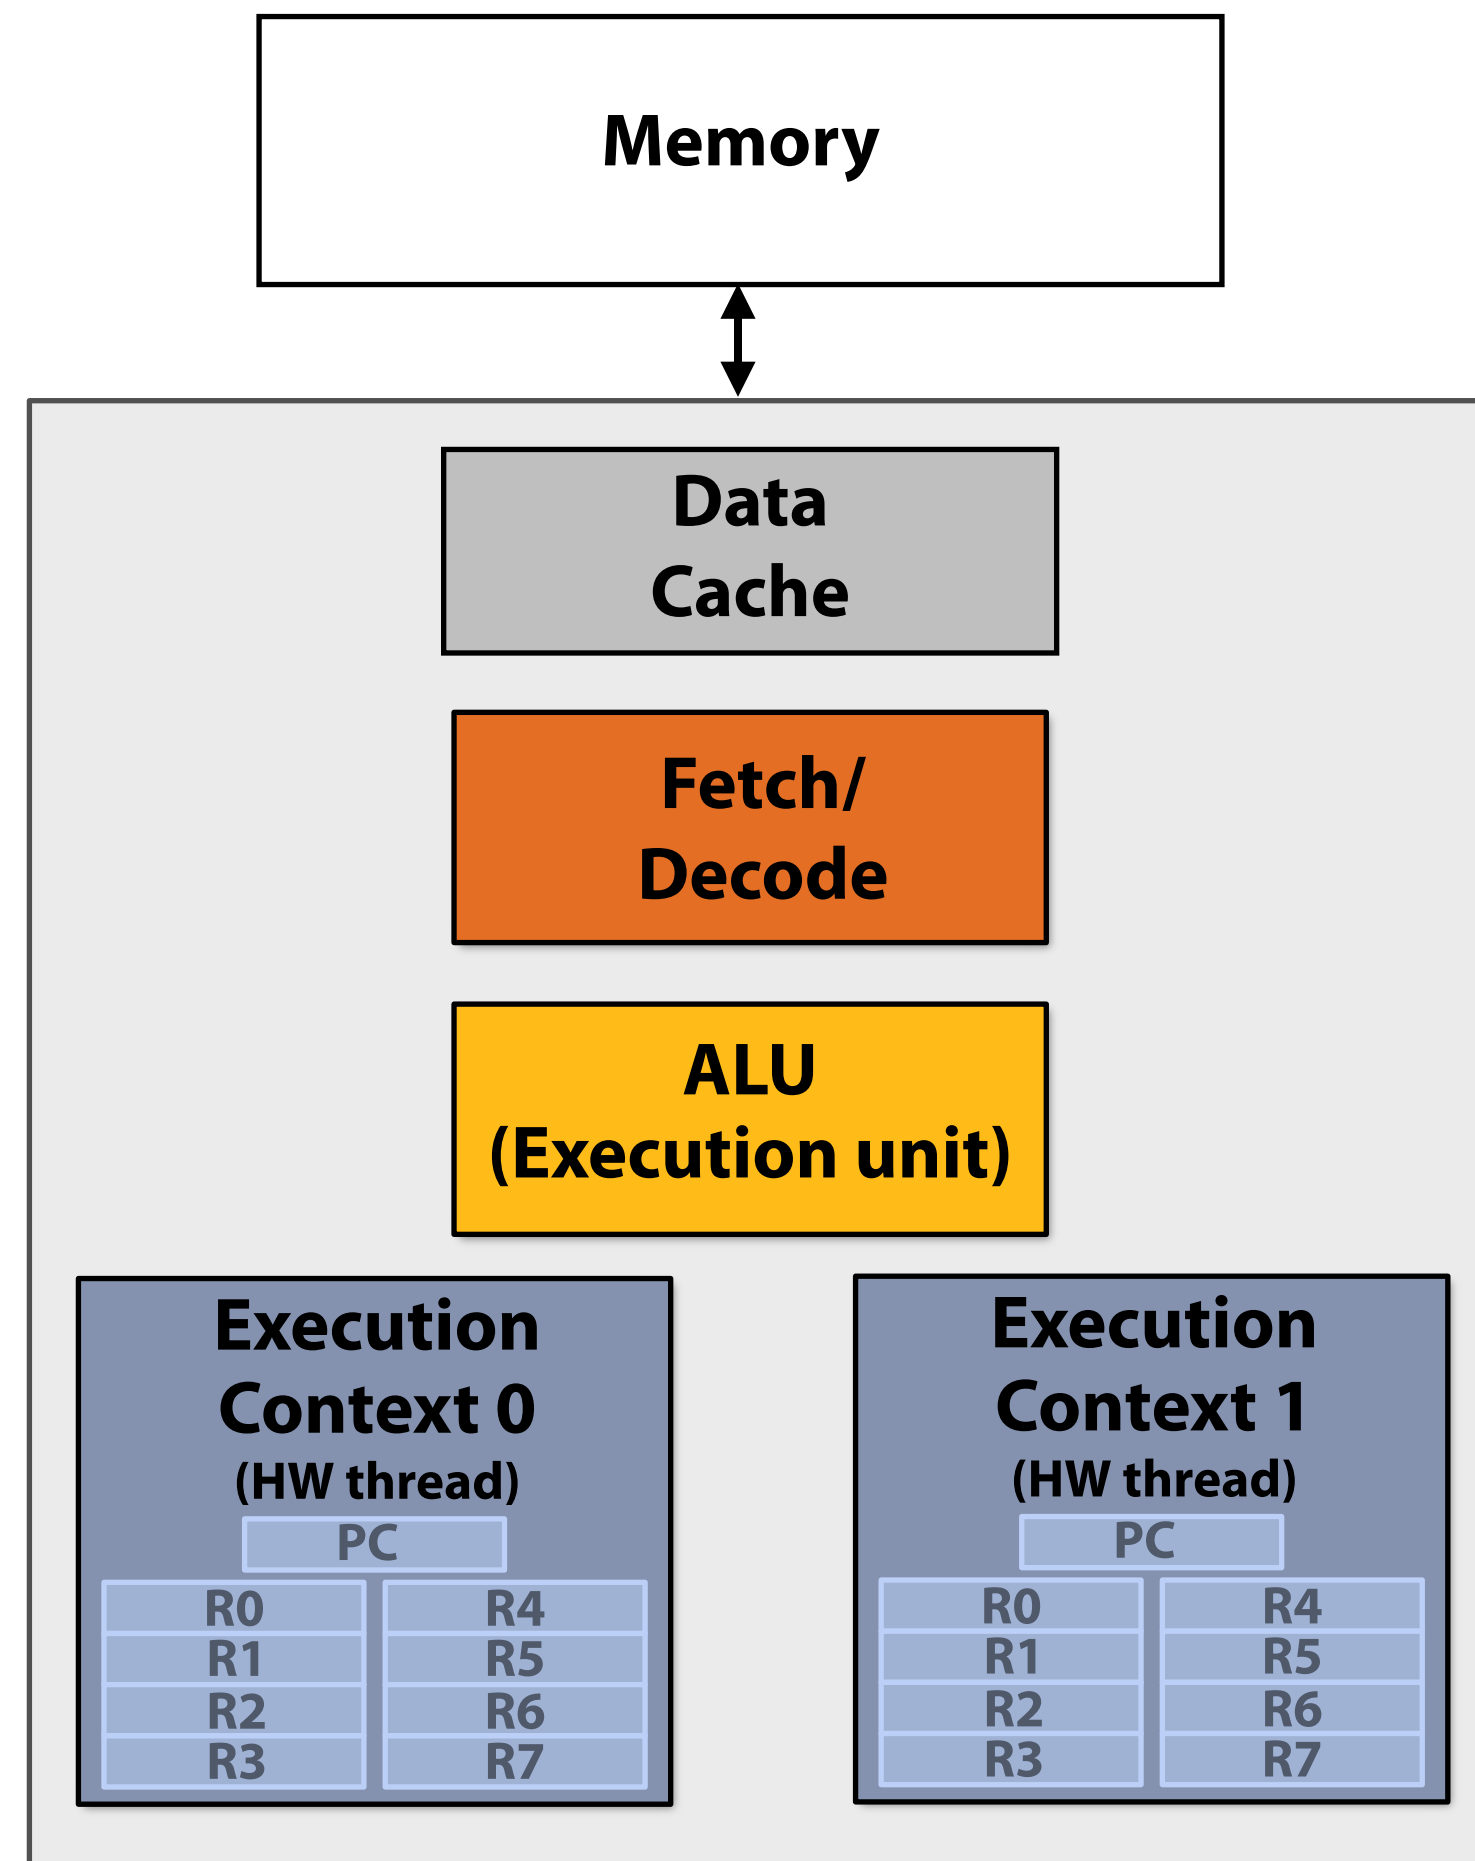 Memory
Data
Cache
Fetch/
Decode
ALU
(Execution unit)
Execution
Context 0
(HW thread)
PC
R0
R1
R2
R3
R4
R5
R6
R7
Execution
Context 1
(HW thread)
PC
R0
R1
R2
R3
R4
R5
R6
R7